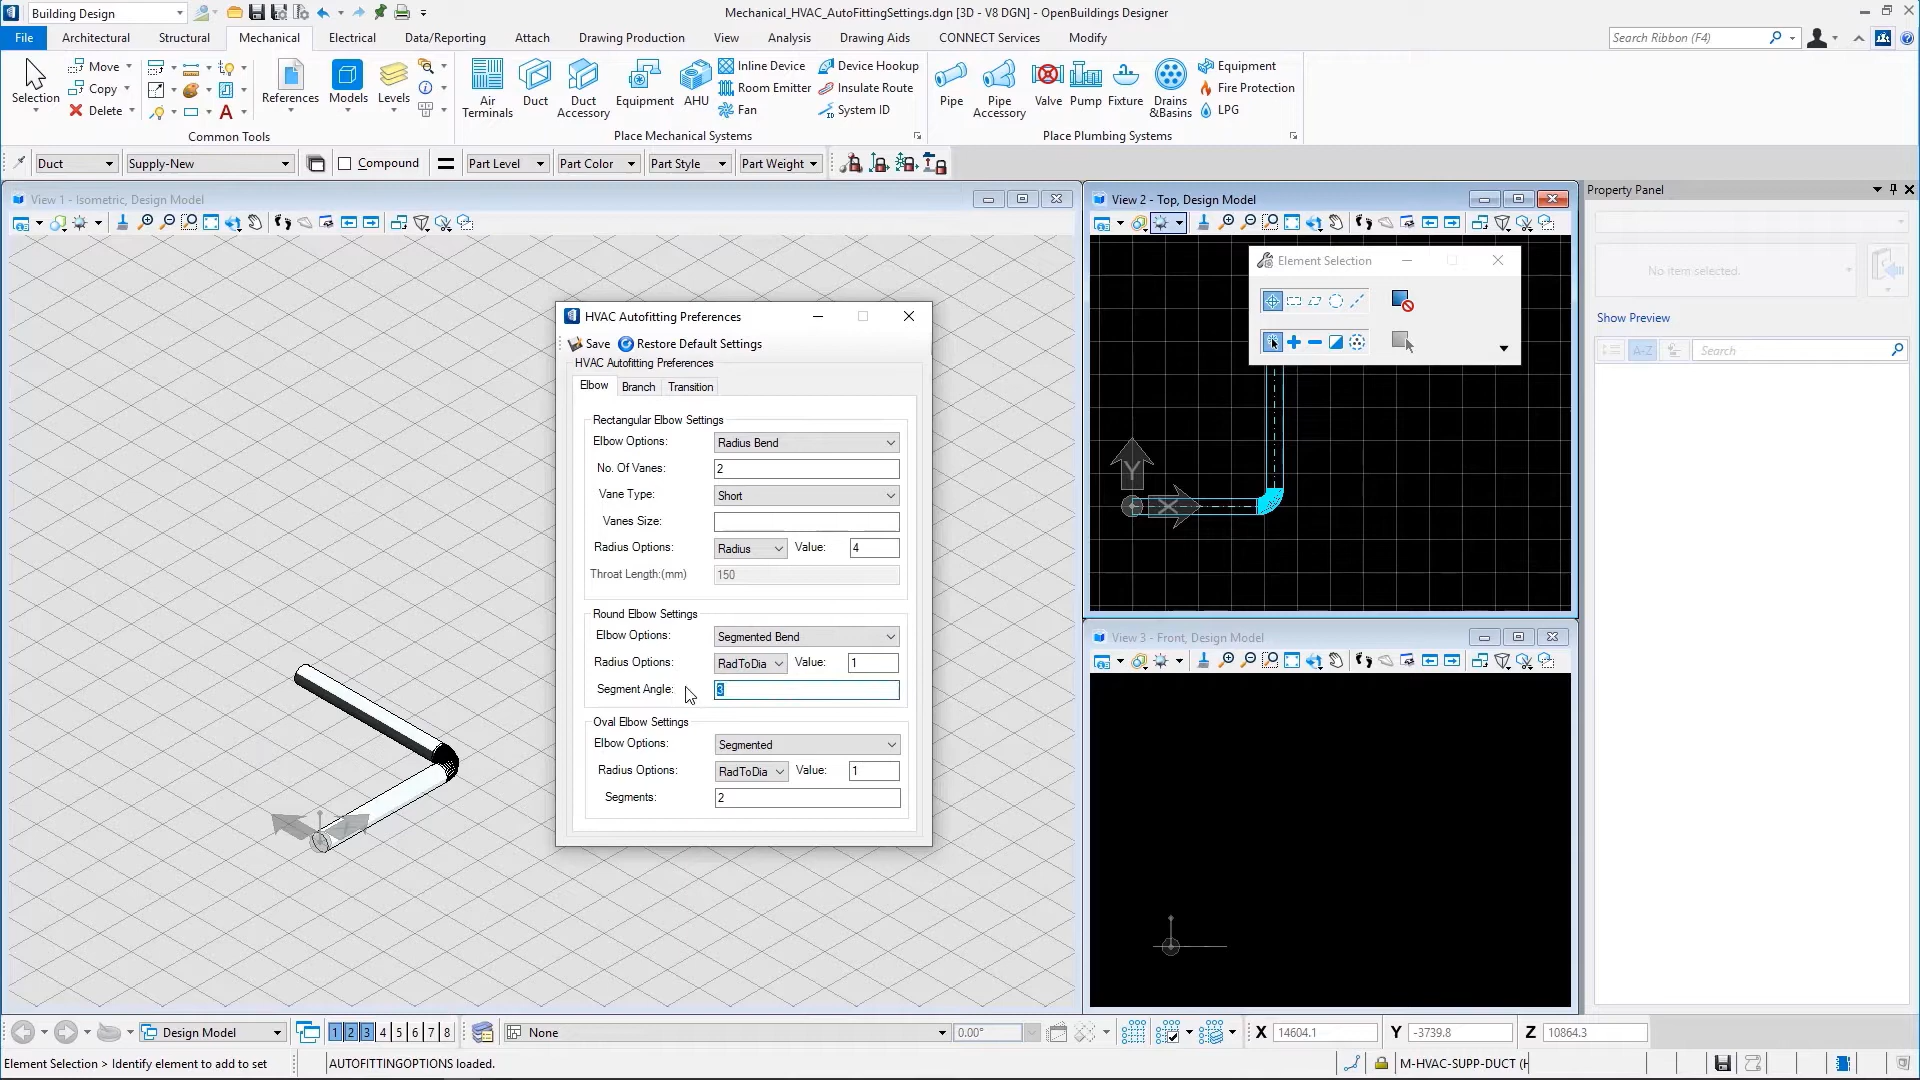 Building Design
Mechanical_HVAC_AutoFittingSettings.dgn [3D - V8 DGN] - OpenBuildings Designer
File Architectural Structural Mechanical Electrical Data/Reporting Attach Drawing Production View Analysis Drawing Aids CONNECT Services Modify Search Ribbon (F4)
Selection Move Copy Delete References Models Levels
Common Tools
Air Terminals Duct Duct Accessory Equipment AHU Inline Device Room Emitter Fan Device Hookup Insulate Route System ID
Place Mechanical Systems
Pipe Pipe Accessory Valve Pump Fixture Drains &Basins Equipment Fire Protection LPG
Place Plumbing Systems
Duct Supply-New Compound Part Level Part Color Part Style Part Weight
View 1 - Isometric, Design Model
View 2 - Top, Design Model
Element Selection
Y
X
View 3 - Front, Design Model
Property Panel
No item selected.
Show Preview
A-Z Search
HVAC Autofitting Preferences
Save Restore Default Settings
HVAC Autofitting Preferences
Elbow Branch Transition
Rectangular Elbow Settings
Elbow Options: Radius Bend
No. Of Vanes: 2
Vane Type: Short
Vanes Size:
Radius Options: Radius Value: 4
Throat Length:(mm) 150
Round Elbow Settings
Elbow Options: Segmented Bend
Radius Options: RadToDia Value: 1
Segment Angle: 3
Oval Elbow Settings
Elbow Options: Segmented
Radius Options: RadToDia Value: 1
Segments: 2
Design Model 1 2 3 4 5 6 7 8 None 0.00° X 14604.1 Y -3739.8 Z 10864.3
Element Selection > Identify element to add to set AUTOFITTINGOPTIONS loaded. M-HVAC-SUPP-DUCT (H